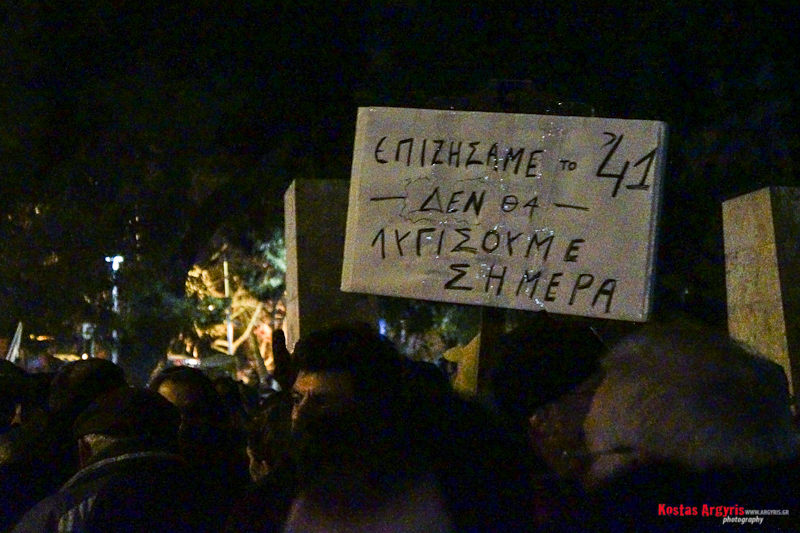 ΕΠΙΖΗΣΑΜΕ ΤΟ '41
— ΔΕΝ ΘΑ —
ΛΥΓΙΣΟΥΜΕ
ΣΗΜΕΡΑ
Kostas Argyris WWW.ARGYRIS.GR
photography